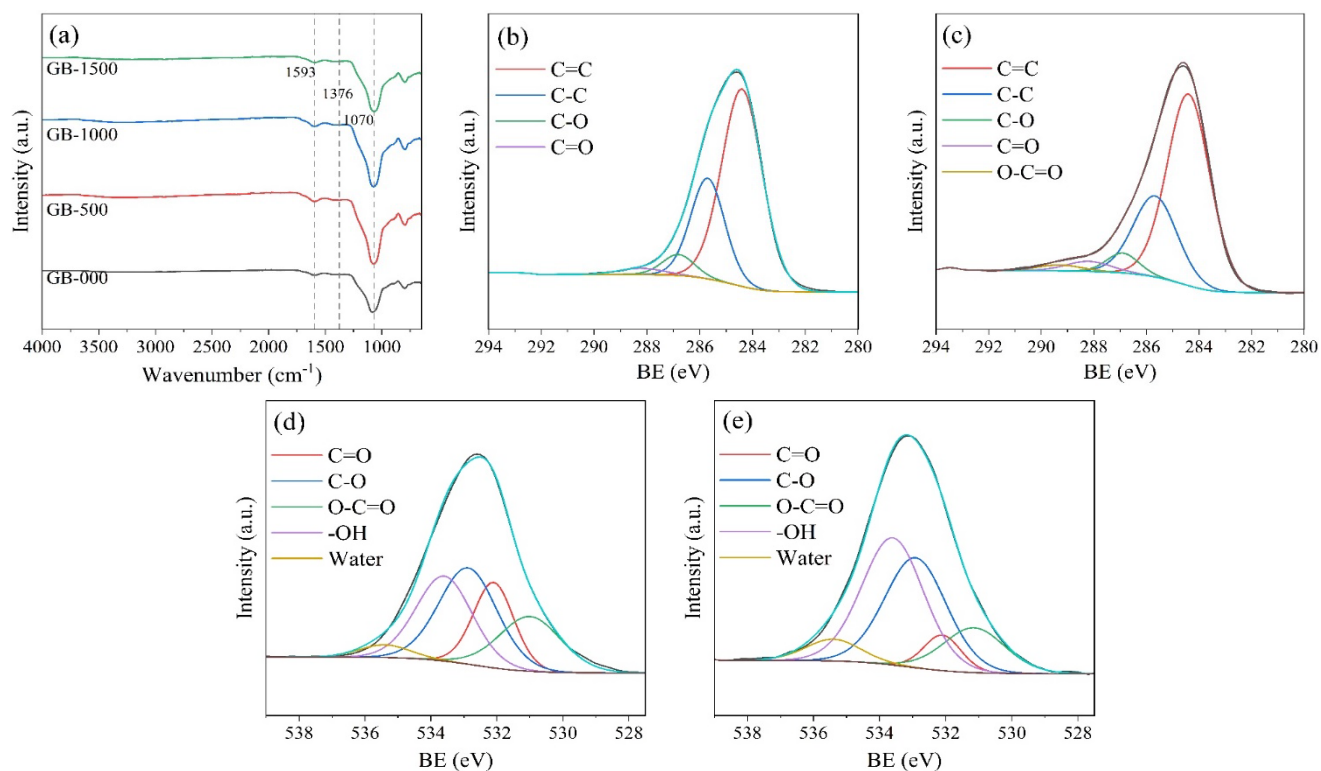 (a)
GB-1500
1593
1376
1070
GB-1000
GB-500
GB-000
Intensity (a.u.)
4000 3500 3000 2500 2000 1500 1000
Wavenumber (cm⁻¹)
(b)
C=C
C-C
C-O
C=O
Intensity (a.u.)
294 292 290 288 286 284 282 280
BE (eV)
(c)
C=C
C-C
C-O
C=O
O-C=O
Intensity (a.u.)
294 292 290 288 286 284 282 280
BE (eV)
(d)
C=O
C-O
O-C=O
-OH
Water
Intensity (a.u.)
538 536 534 532 530 528
BE (eV)
(e)
C=O
C-O
O-C=O
-OH
Water
Intensity (a.u.)
538 536 534 532 530 528
BE (eV)